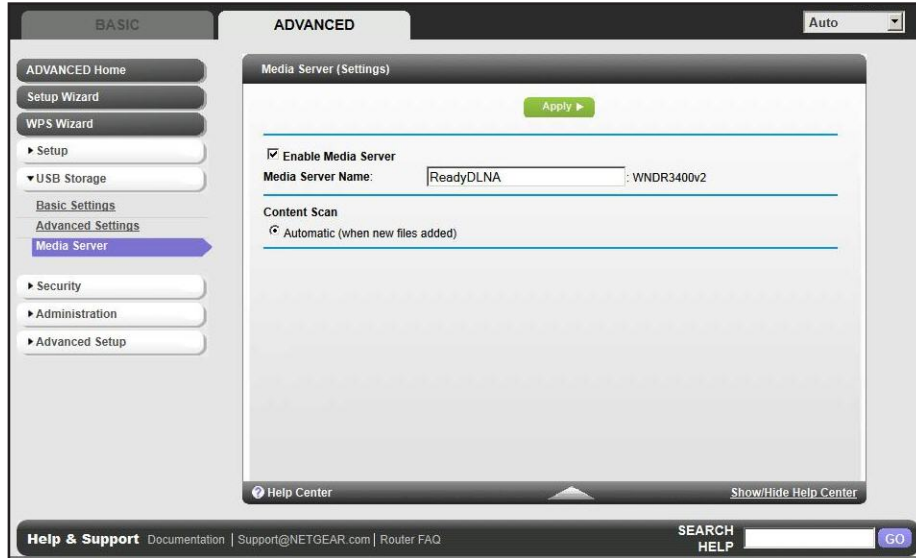 BASIC
ADVANCED
Auto
ADVANCED Home
Setup Wizard
WPS Wizard
Setup
USB Storage
Basic Settings
Advanced Settings
Media Server
Security
Administration
Advanced Setup
Media Server (Settings)
Apply
Enable Media Server
Media Server Name: ReadyDLNA : WNDR3400v2
Content Scan
Automatic (when new files added)
Help Center
Show/Hide Help Center
Help & Support Documentation | Support@NETGEAR.com | Router FAQ
SEARCH HELP GO